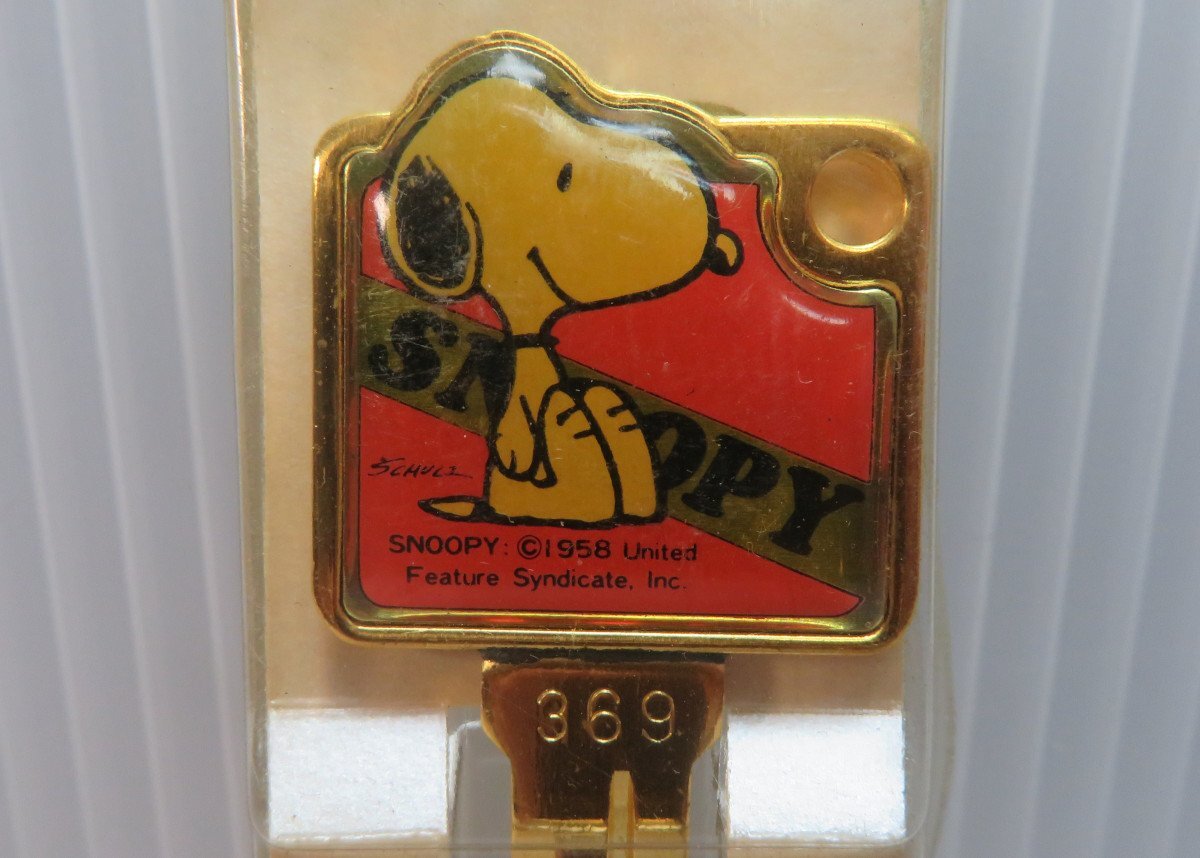 SNOOPY
SCHULZ
SNOOPY: ©1958 United
Feature Syndicate, Inc.
369